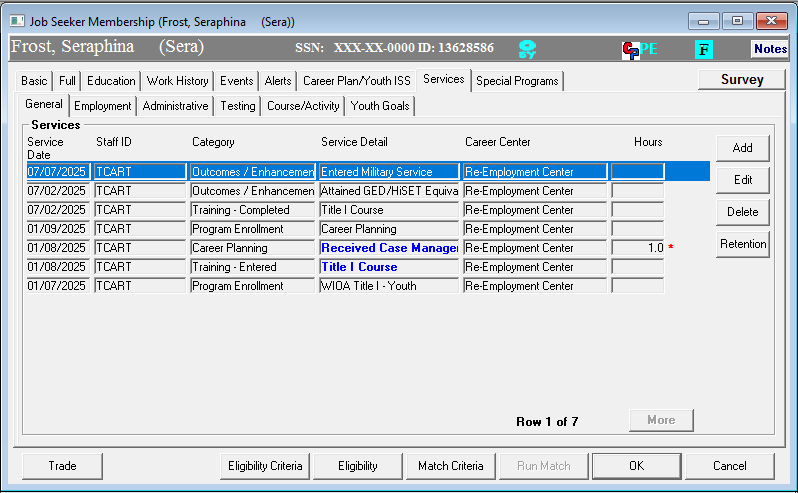 Job Seeker Membership (Frost, Seraphina (Sera))
Frost, Seraphina (Sera) SSN: XXX-XX-0000 ID: 13628586 CP PE F Notes
Basic Full Education Work History Events Alerts Career Plan/Youth ISS Services Special Programs Survey
General Employment Administrative Testing Course/Activity Youth Goals
Services
Service Date Staff ID Category Service Detail Career Center Hours
07/07/2025 TCART Outcomes / Enhancemen Entered Military Service Re-Employment Center
07/02/2025 TCART Outcomes / Enhancemen Attained GED/HiSET Equiva Re-Employment Center
07/02/2025 TCART Training - Completed Title I Course Re-Employment Center
01/09/2025 TCART Program Enrollment Career Planning Re-Employment Center
01/08/2025 TCART Career Planning Received Case Manager Re-Employment Center 1.0 *
01/08/2025 TCART Training - Entered Title I Course Re-Employment Center
01/07/2025 TCART Program Enrollment WIOA Title I - Youth Re-Employment Center
Add
Edit
Delete
Retention
Row 1 of 7 More
Trade Eligibility Criteria Eligibility Match Criteria Run Match OK Cancel